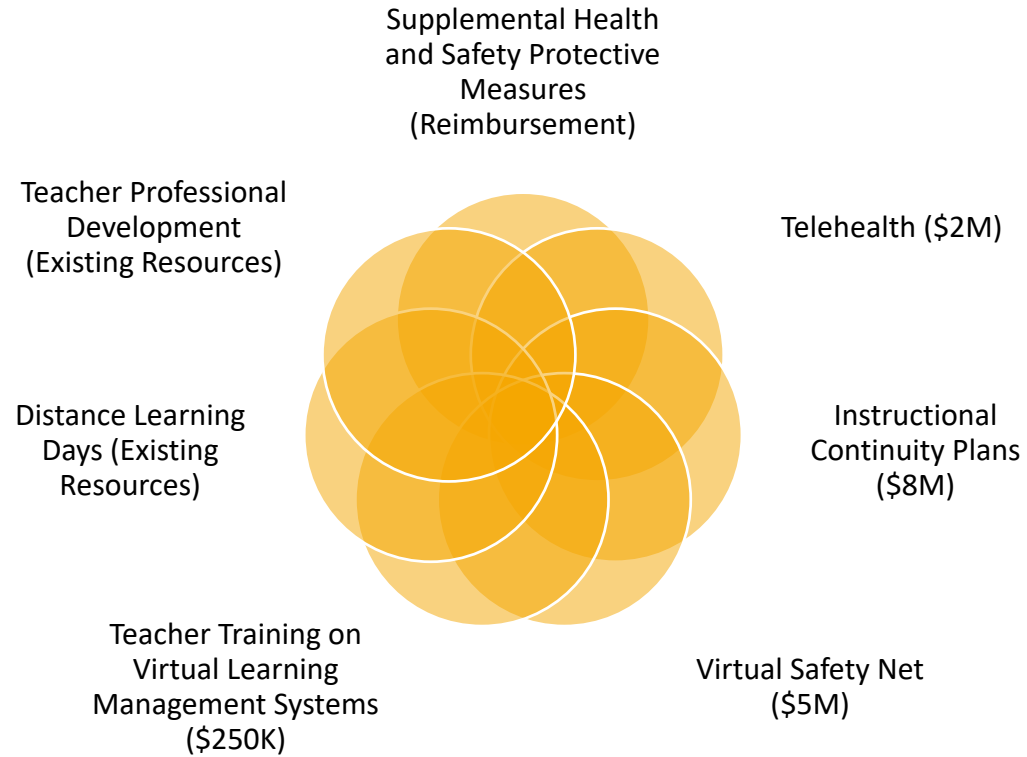 Supplemental Health
and Safety Protective
Measures
(Reimbursement)
Telehealth ($2M)
Instructional
Continuity Plans
($8M)
Virtual Safety Net
($5M)
Teacher Training on
Virtual Learning
Management Systems
($250K)
Distance Learning
Days (Existing
Resources)
Teacher Professional
Development
(Existing Resources)